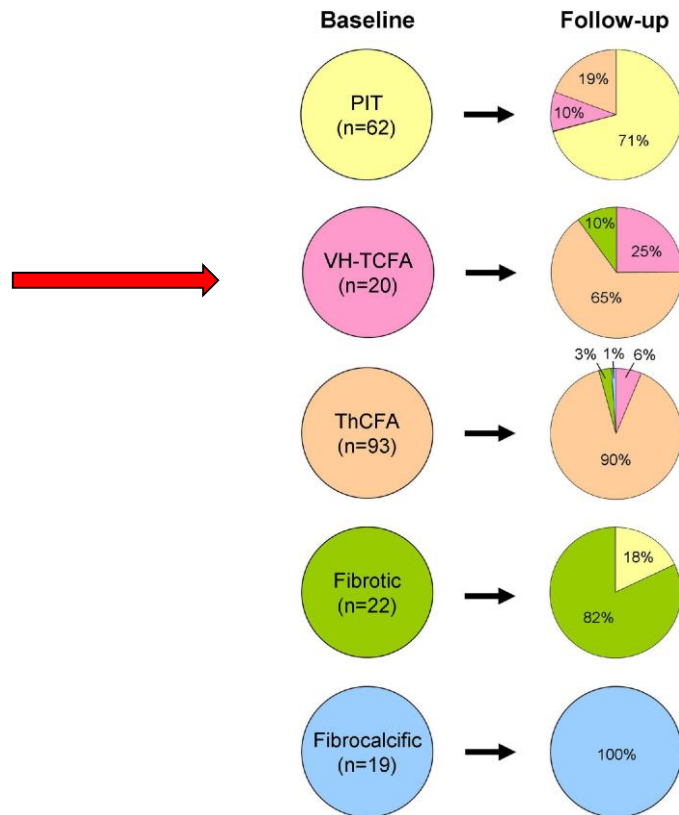 Baseline Follow-up
PIT
(n=62)
19%
10%
71%
VH-TCFA
(n=20)
10%
25%
65%
ThCFA
(n=93)
3% 1% 6%
90%
Fibrotic
(n=22)
18%
82%
Fibrocalcific
(n=19)
100%